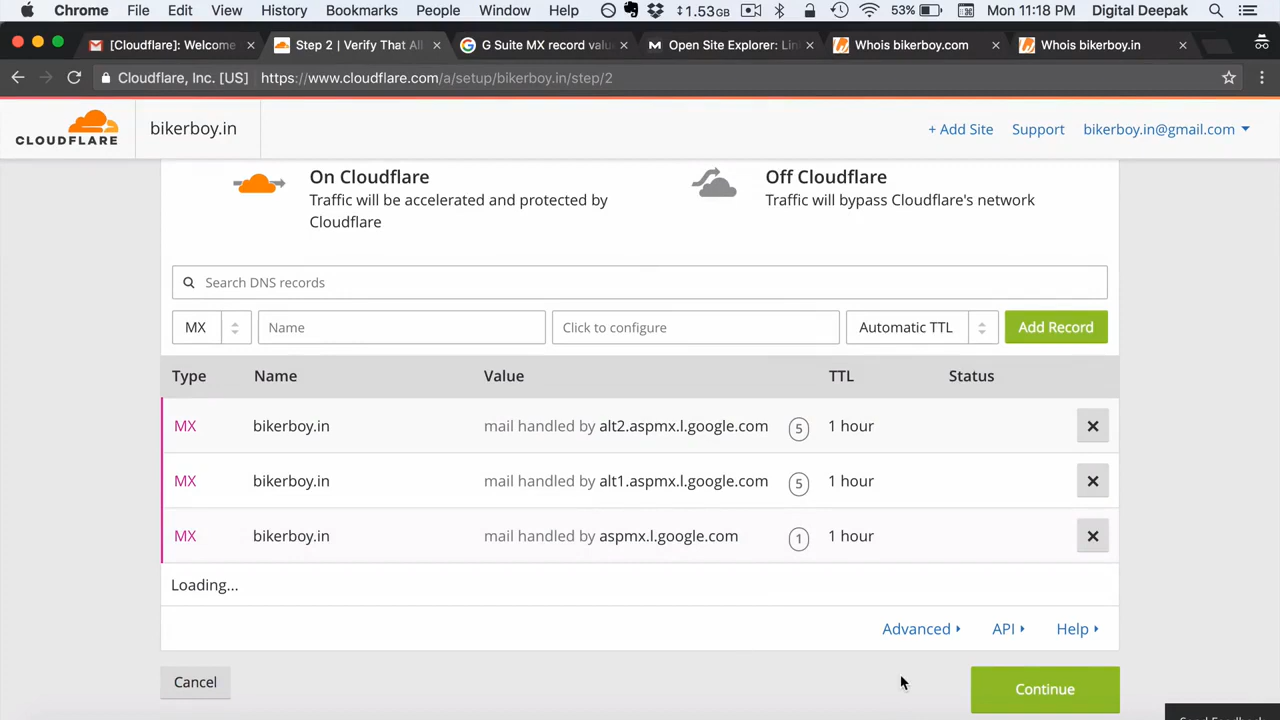 Chrome File Edit View History Bookmarks People Window Help 1.53GB 53% Mon 11:18 PM Digital Deepak
[Cloudflare]: Welcome × Step 2 | Verify That All × G Suite MX record valu × Open Site Explorer: Lin × Whois bikerboy.com × Whois bikerboy.in ×
Cloudflare, Inc. [US] https://www.cloudflare.com/a/setup/bikerboy.in/step/2
CLOUDFLARE bikerboy.in + Add Site Support bikerboy.in@gmail.com
On Cloudflare
Traffic will be accelerated and protected by
Cloudflare
Off Cloudflare
Traffic will bypass Cloudflare's network
Search DNS records
MX Name Click to configure Automatic TTL Add Record
Type Name Value TTL Status
MX bikerboy.in mail handled by alt2.aspmx.l.google.com 5 1 hour
MX bikerboy.in mail handled by alt1.aspmx.l.google.com 5 1 hour
MX bikerboy.in mail handled by aspmx.l.google.com 1 1 hour
Loading...
Advanced API Help
Cancel Continue